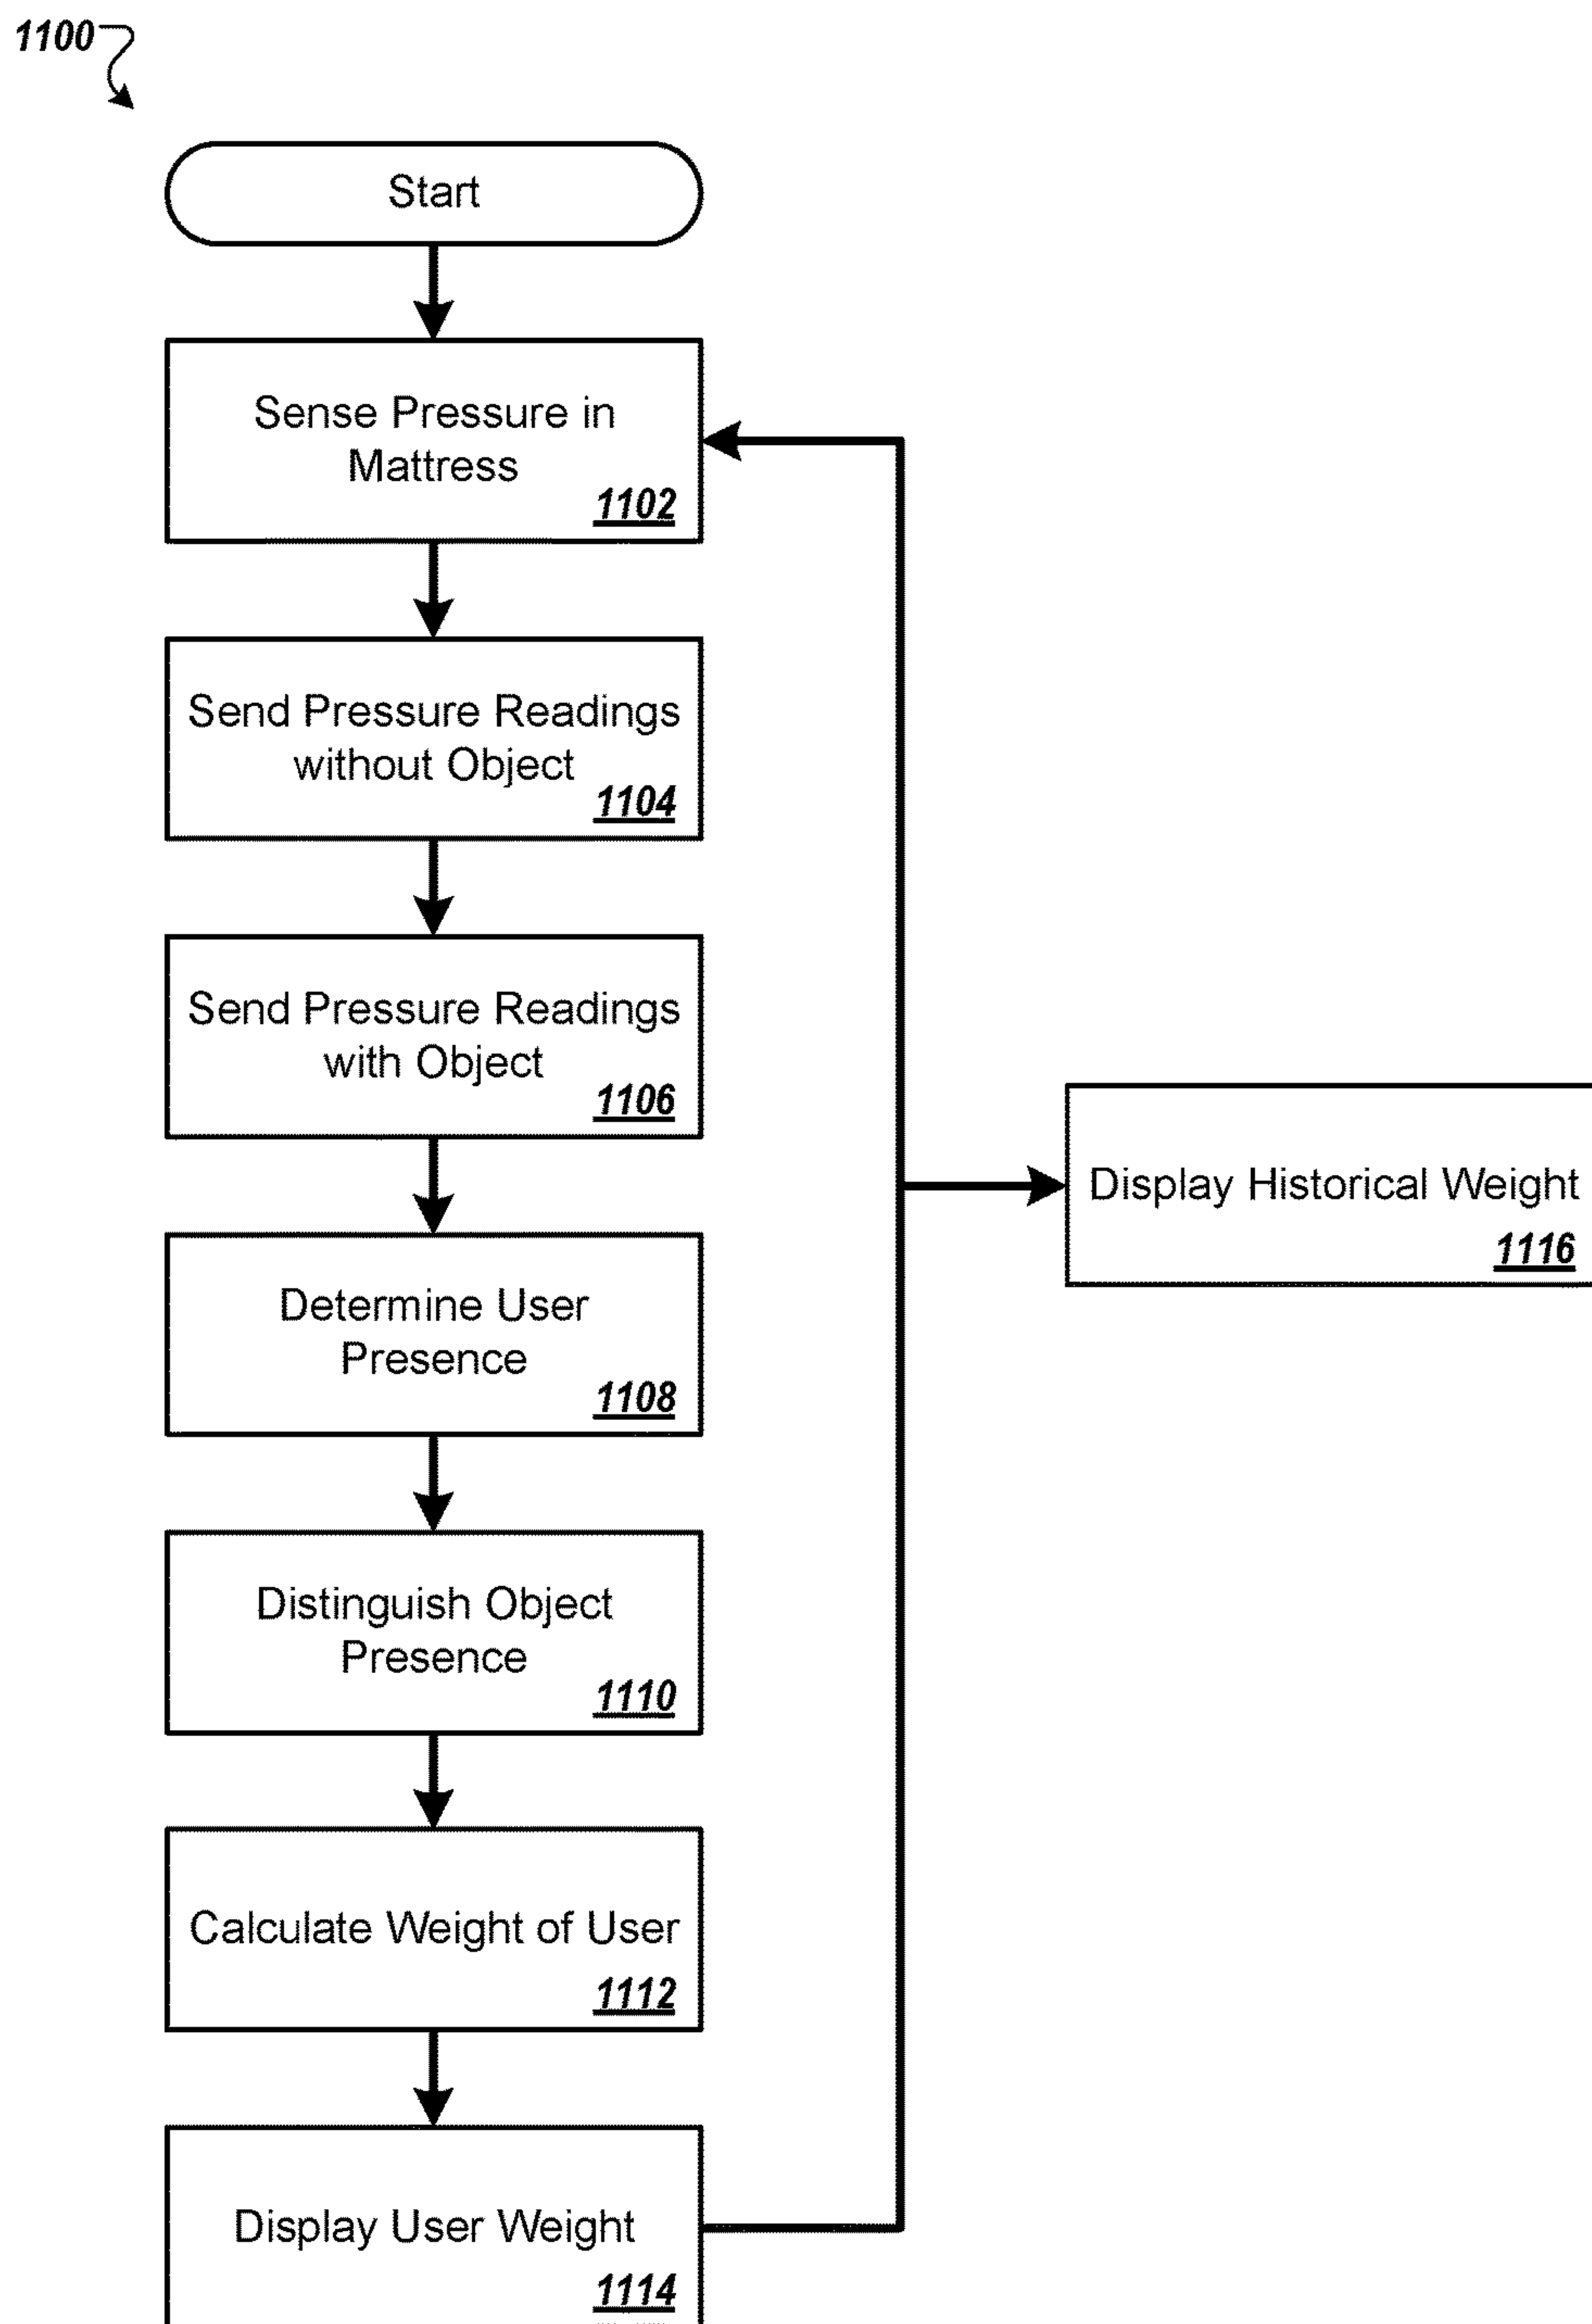 1100
Start
Sense Pressure in
Mattress
1102
Send Pressure Readings
without Object
1104
Send Pressure Readings
with Object
1106
Determine User
Presence
1108
Distinguish Object
Presence
1110
Calculate Weight of User
1112
Display User Weight
1114
Display Historical Weight
1116